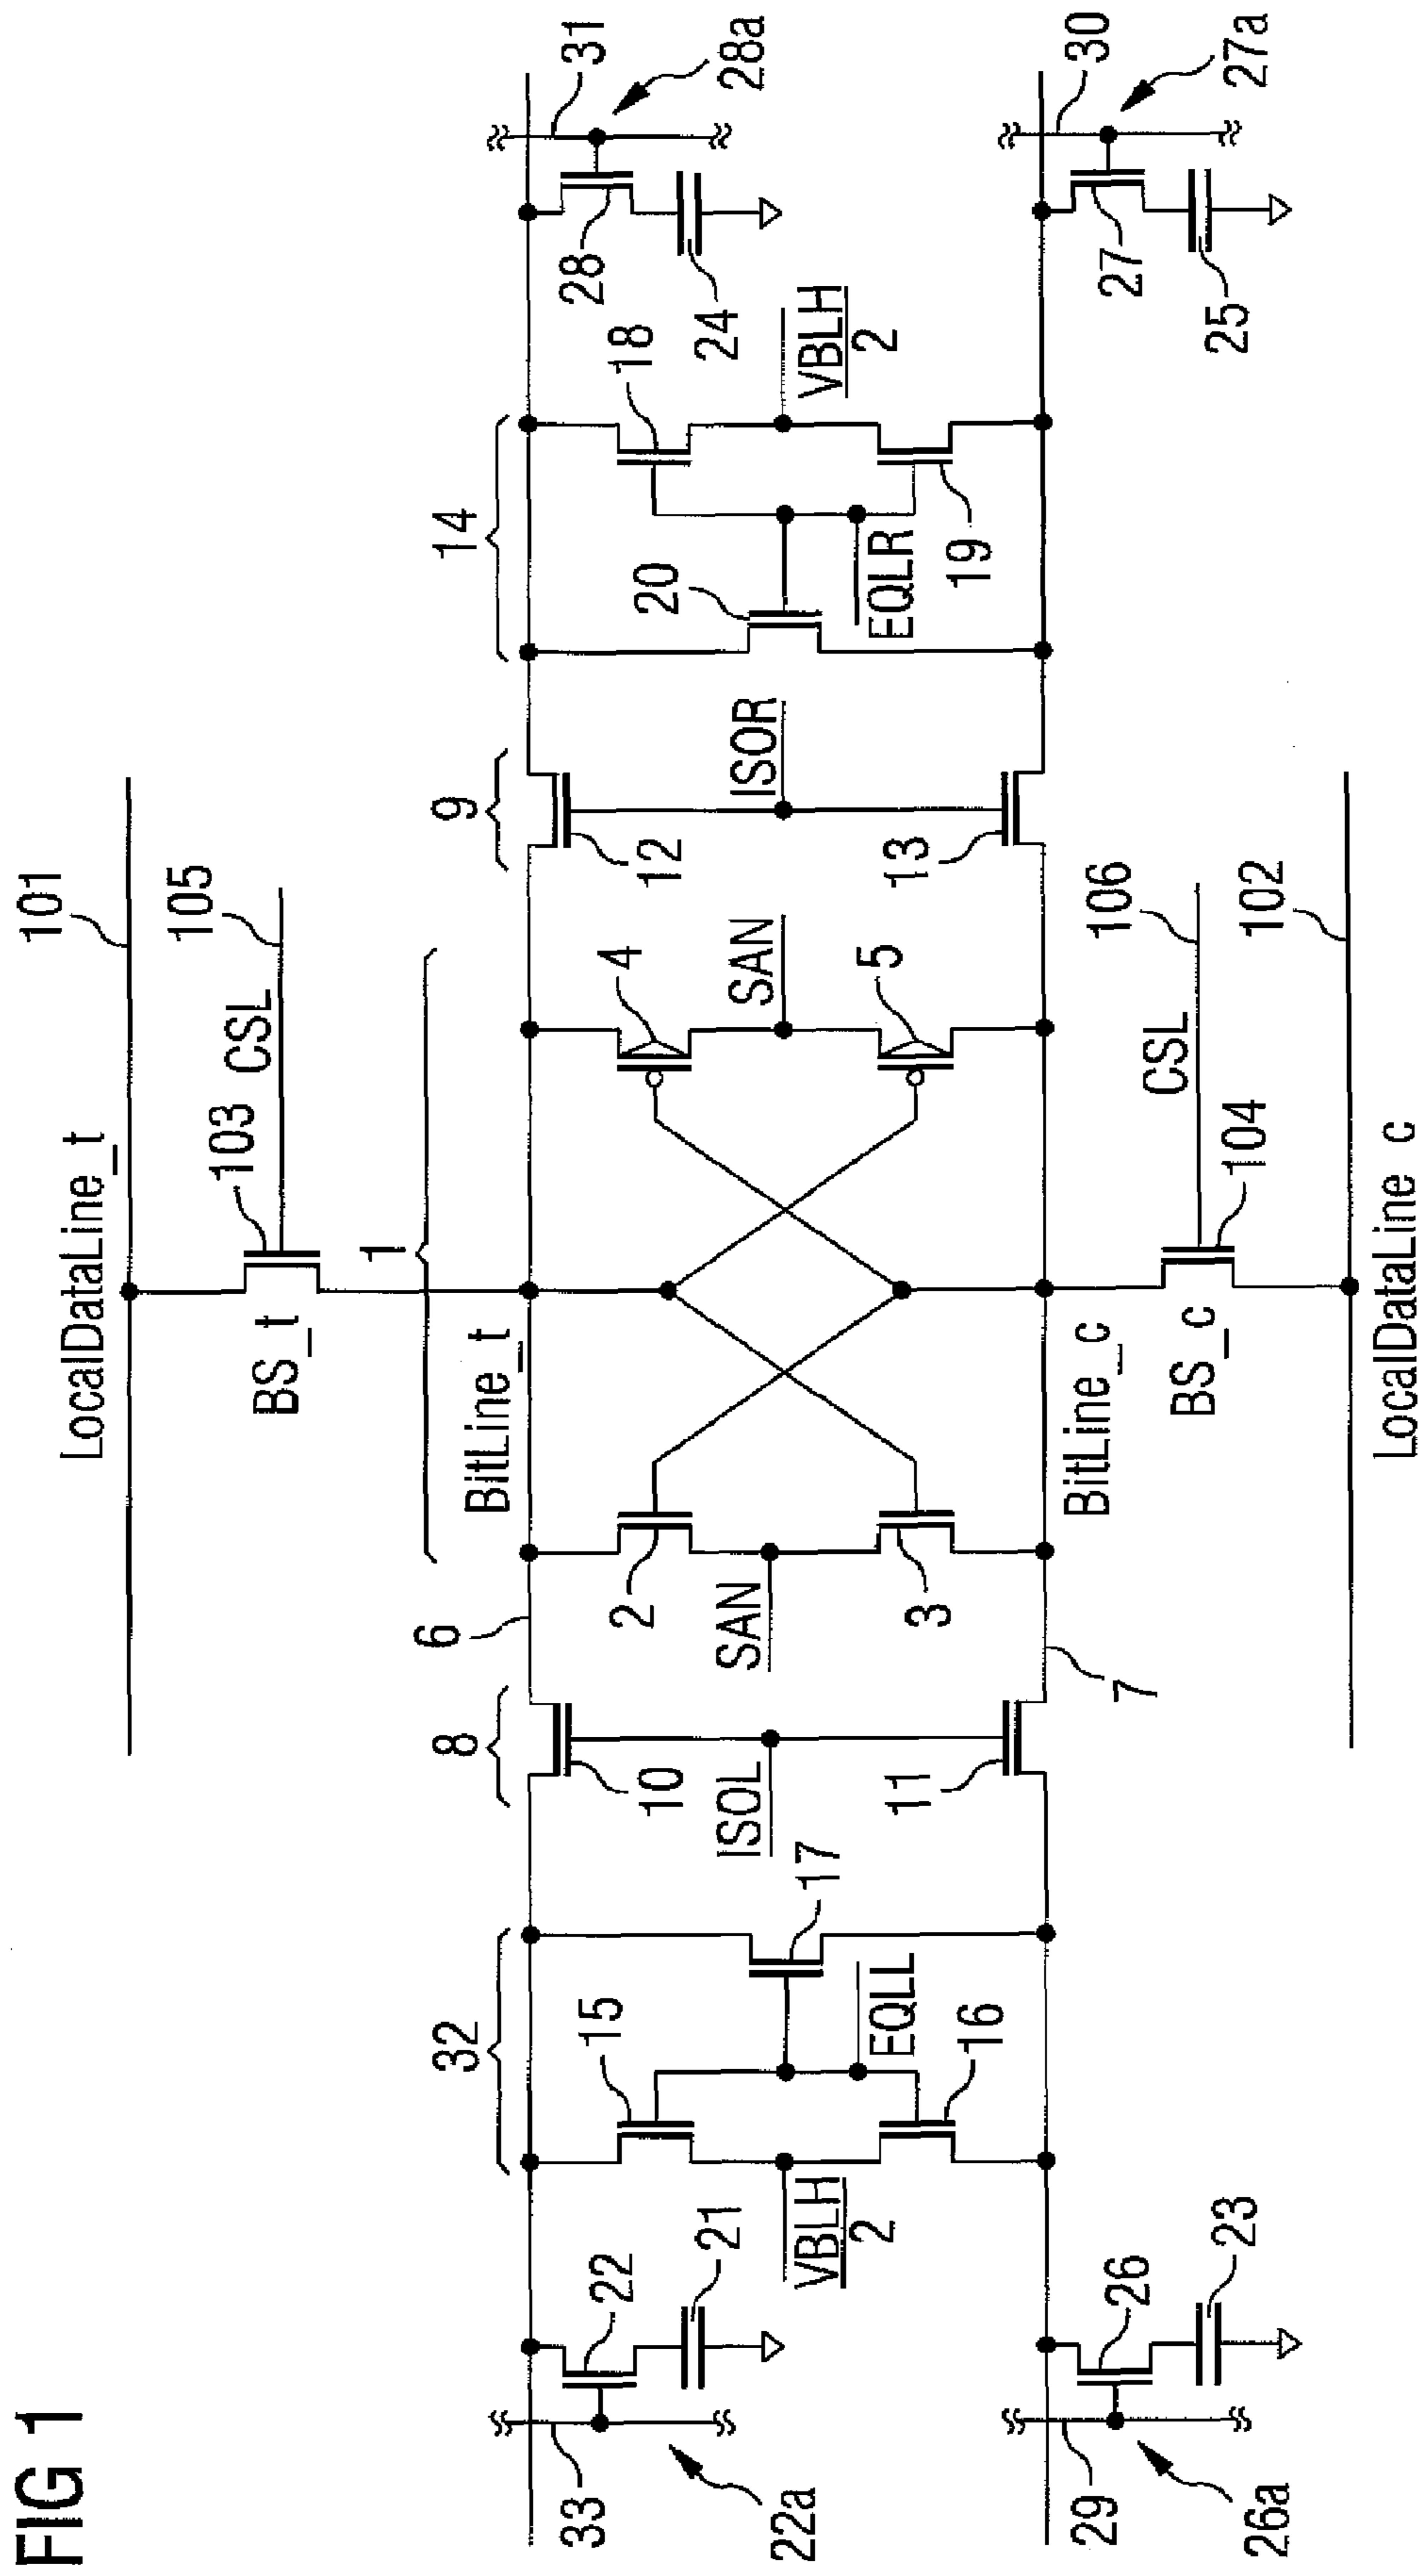 FIG 1
LocalDataLine_t
101
105
103
CSL
BS_t
1
32
8
6
9
14
BitLine_t
33
22a
22
21
15
17
10
2
4
12
20
18
28
24
31
28a
VBLH
2
EQLL
ISOL
SAN
SAN
ISOR
EQLR
VBLH
2
16
11
3
5
13
19
29
26a
26
23
7
BitLine_c
27
25
30
27a
BS_c
104
CSL
106
102
LocalDataLine_c